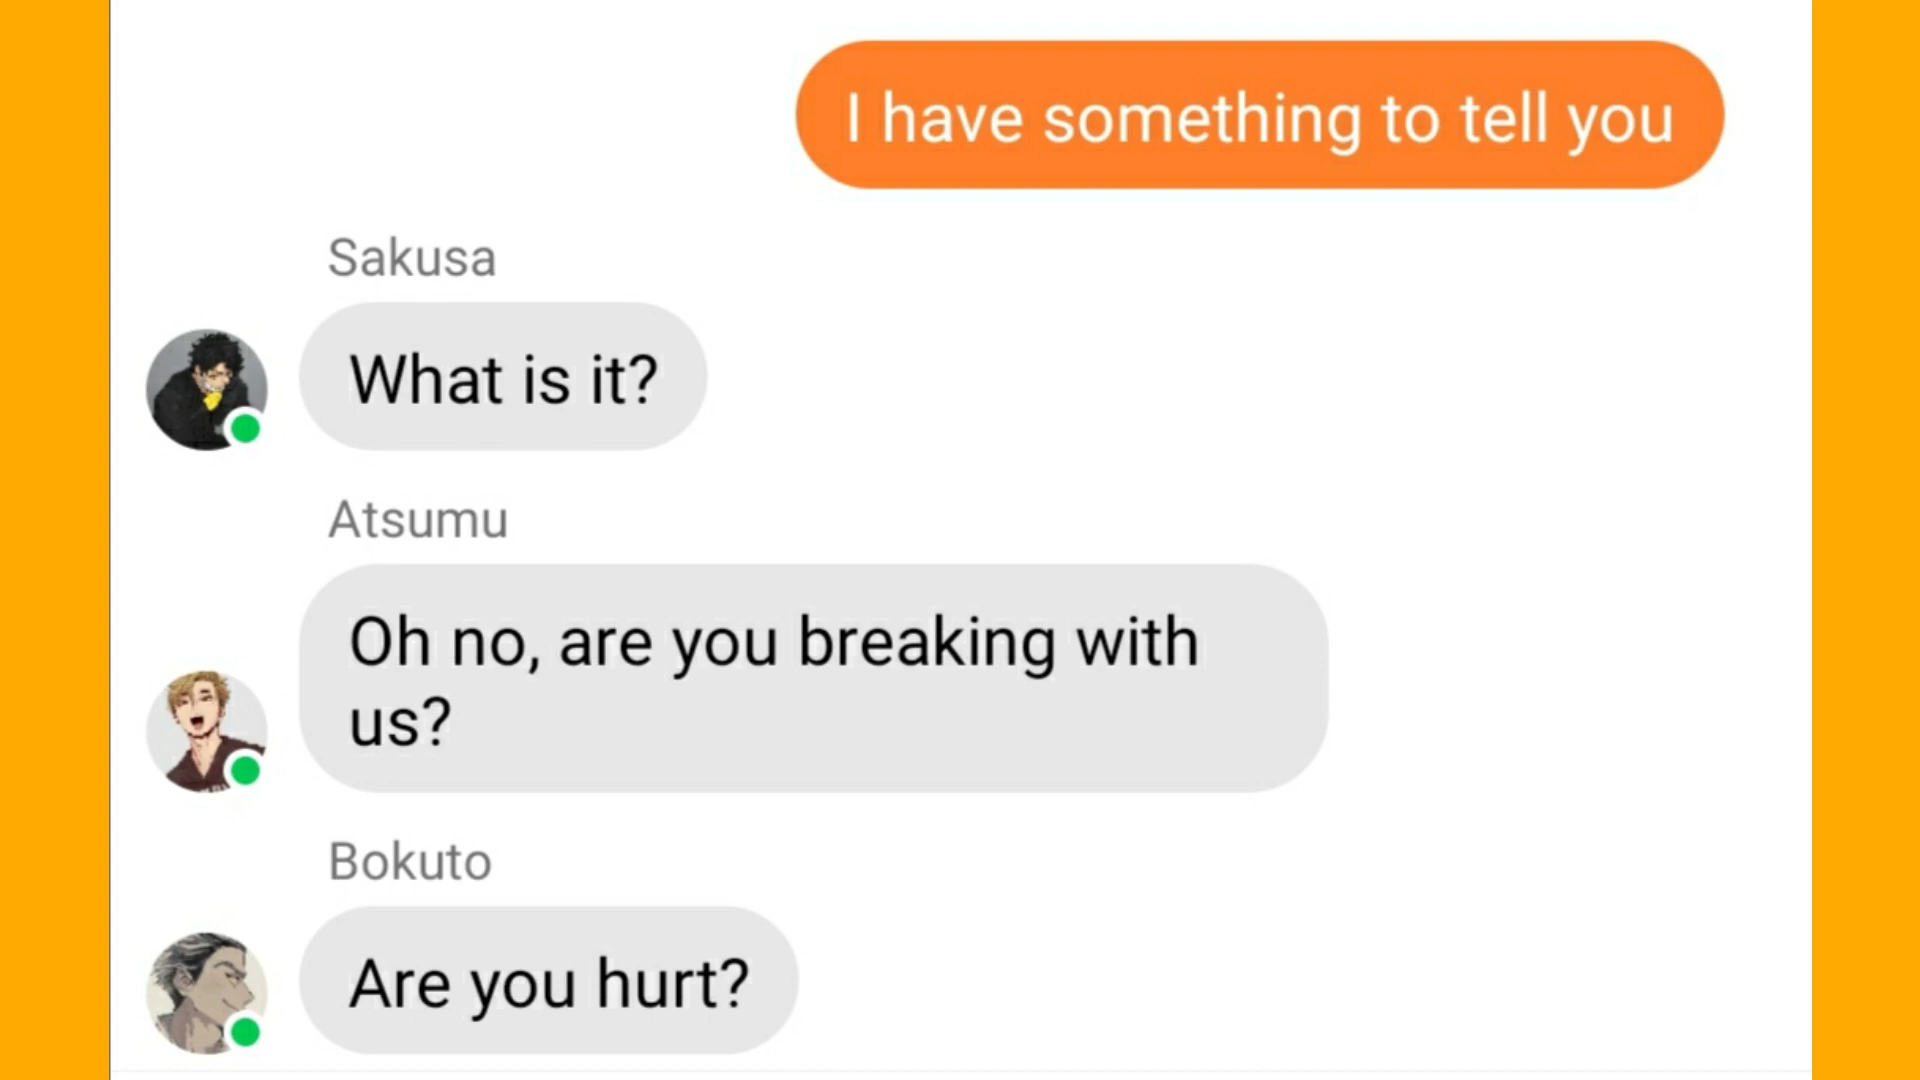 I have something to tell you
Sakusa
What is it?
Atsumu
Oh no, are you breaking with
us?
Bokuto
Are you hurt?